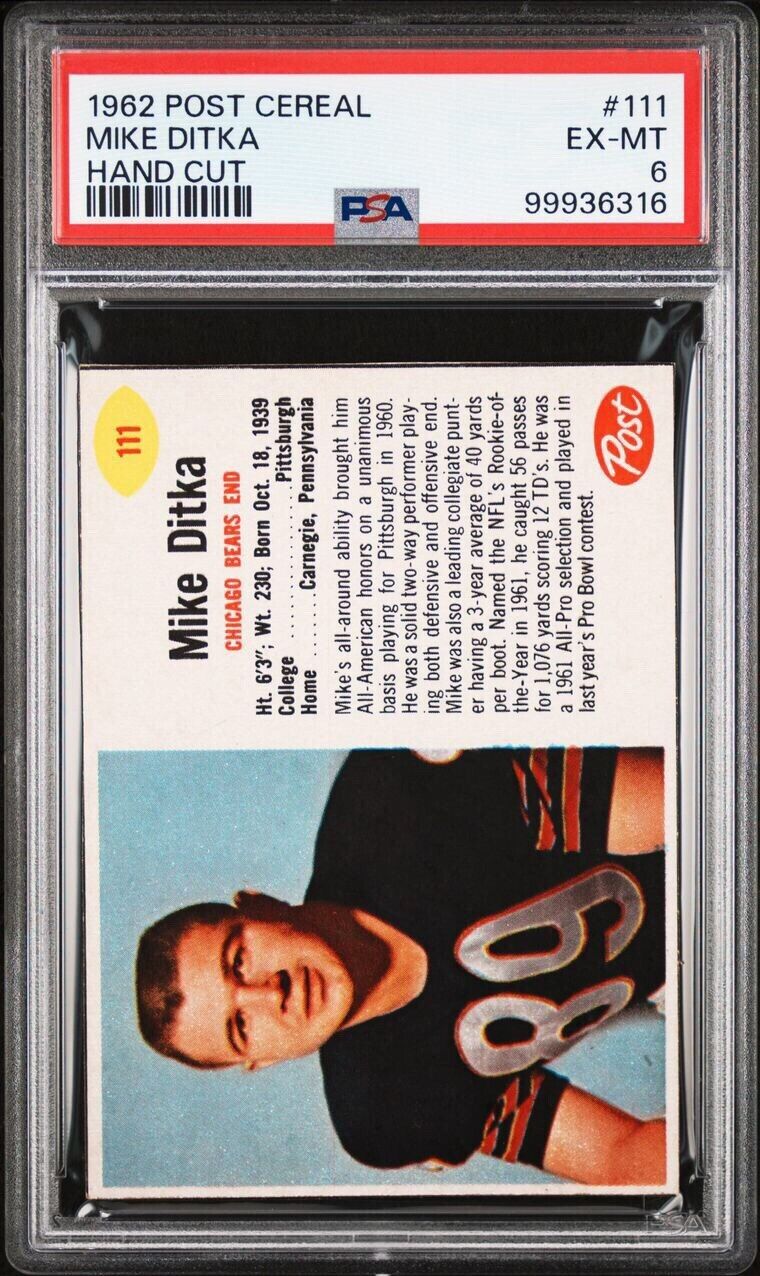 1962 POST CEREAL #111
MIKE DITKA EX-MT
HAND CUT 6
PSA 99936316
111
Mike Ditka
CHICAGO BEARS END
Ht. 6'3"; Wt. 230; Born Oct. 18, 1939
College ................ Pittsburgh
Home ....... Carnegie, Pennsylvania
Mike's all-around ability brought him
All-American honors on a unanimous
basis playing for Pittsburgh in 1960.
He was a solid two-way performer play-
ing both defensive and offensive end.
Mike was also a leading collegiate punt-
er having a 3-year average of 40 yards
per boot. Named the NFL's Rookie-of-
the-Year in 1961, he caught 56 passes
for 1,076 yards scoring 12 TD's. He was
a 1961 All-Pro selection and played in
last year's Pro Bowl contest.
Post
89
PSA